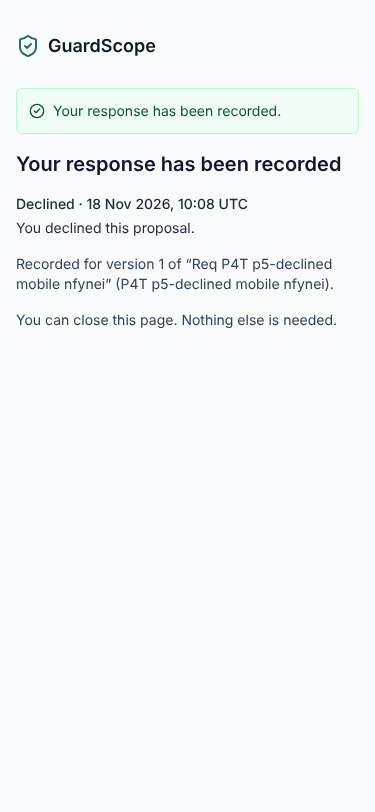 GuardScope
Your response has been recorded.
Your response has been recorded
Declined · 18 Nov 2026, 10:08 UTC
You declined this proposal.
Recorded for version 1 of “Req P4T p5-declined
mobile nfynei” (P4T p5-declined mobile nfynei).
You can close this page. Nothing else is needed.